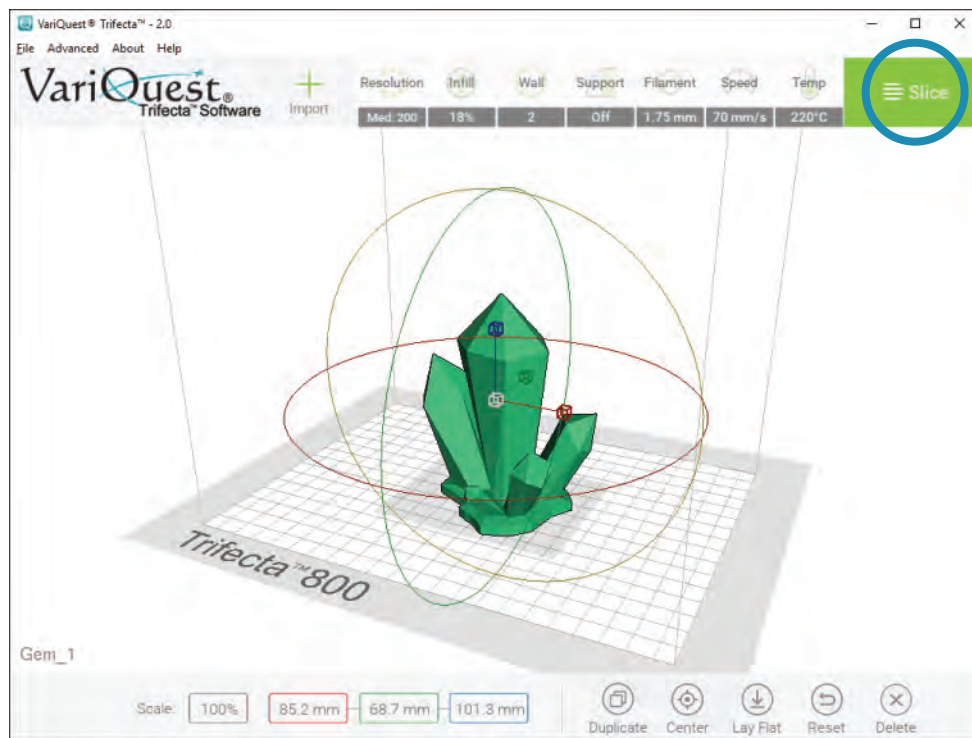 VariQuest® Trifecta™ - 2.0
File Advanced About Help
VariQuest®
Trifecta™ Software
Import
Resolution Infill Wall Support Filament Speed Temp
Med. 200 18% 2 Off 1.75 mm 70 mm/s 220°C
Slice
Trifecta™800
Gem_1
Scale: 100% 85.2 mm 68.7 mm 101.3 mm
Duplicate Center Lay Flat Reset Delete